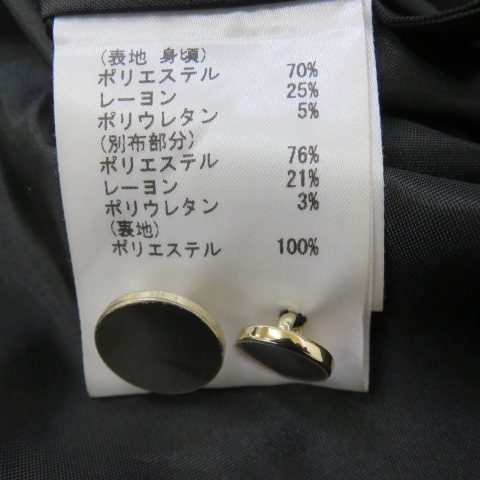 (表地 身頃)
ポリエステル 70%
レーヨン 25%
ポリウレタン 5%
(別布部分)
ポリエステル 76%
レーヨン 21%
ポリウレタン 3%
(裏地)
ポリエステル 100%